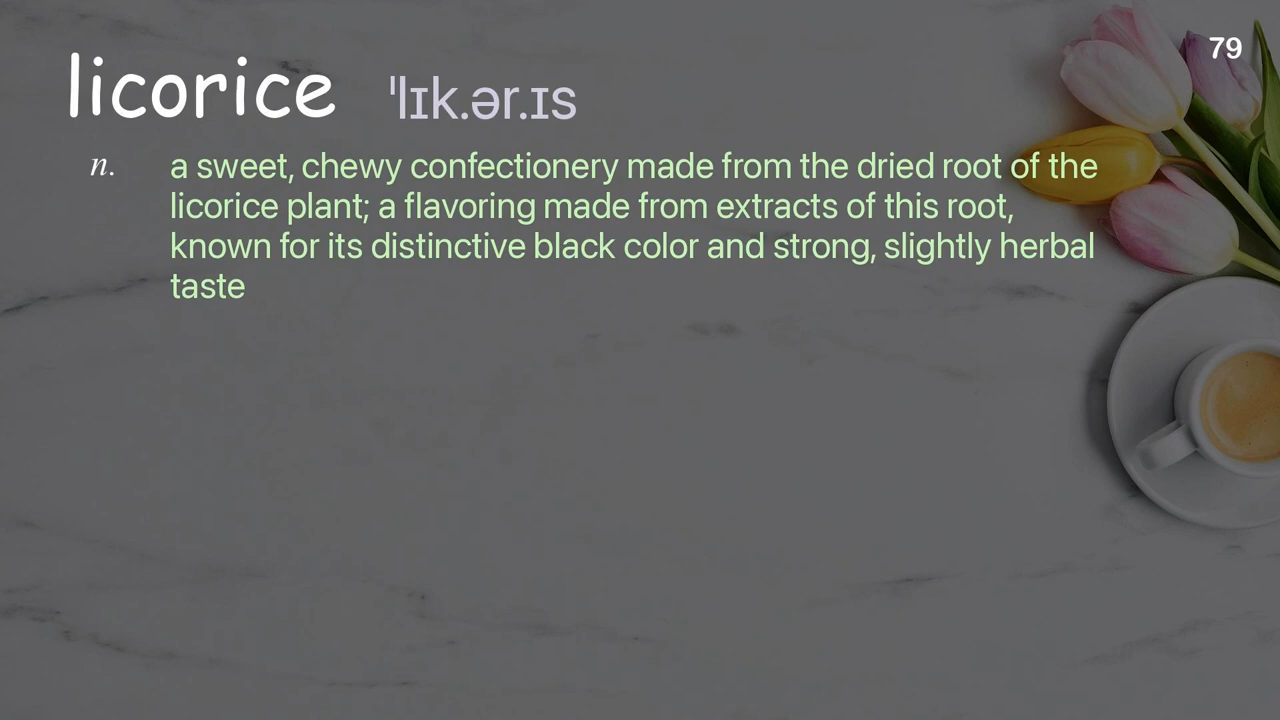 79
licorice ˈlɪk.ər.ɪs
n. a sweet, chewy confectionery made from the dried root of the
licorice plant; a flavoring made from extracts of this root,
known for its distinctive black color and strong, slightly herbal
taste